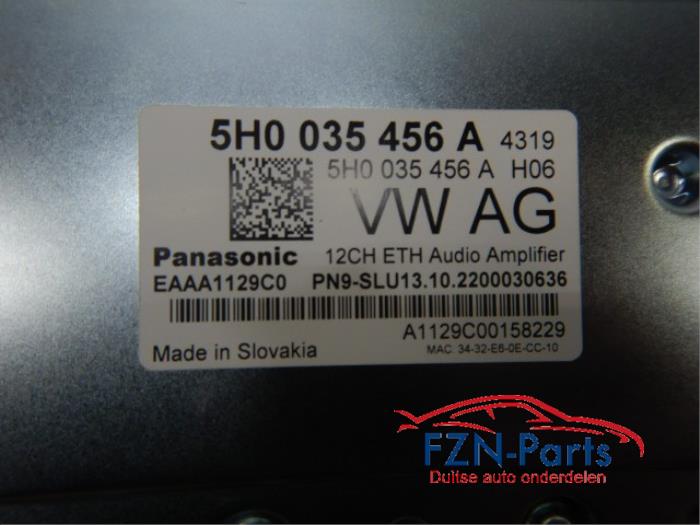 5H0 035 456 A 4319
5H0 035 456 A H06
VW AG
Panasonic 12CH ETH Audio Amplifier
EAAA1129C0 PN9-SLU13.10.2200030636
A1129C00158229
Made in Slovakia MAC: 34-32-E6-0E-CC-10
FZN-Parts
Duitse auto onderdelen